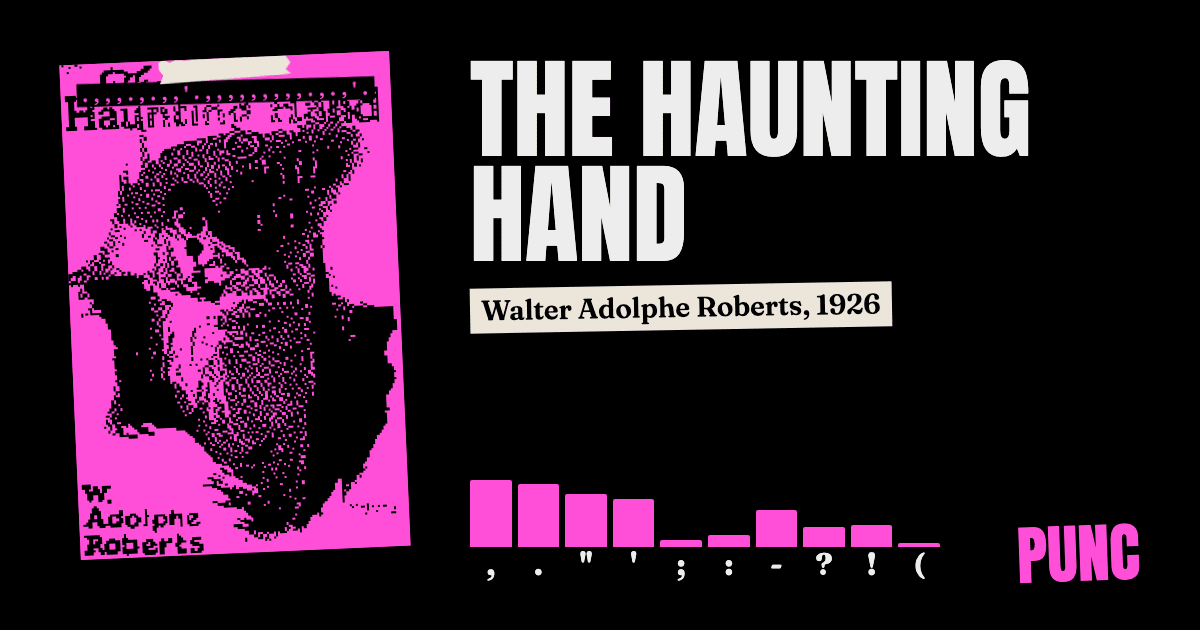 The
Haunting Hand
W.
Adolphe
Roberts
THE HAUNTING
HAND
Walter Adolphe Roberts, 1926
, . " ' ; : - ? ! (
PUNC